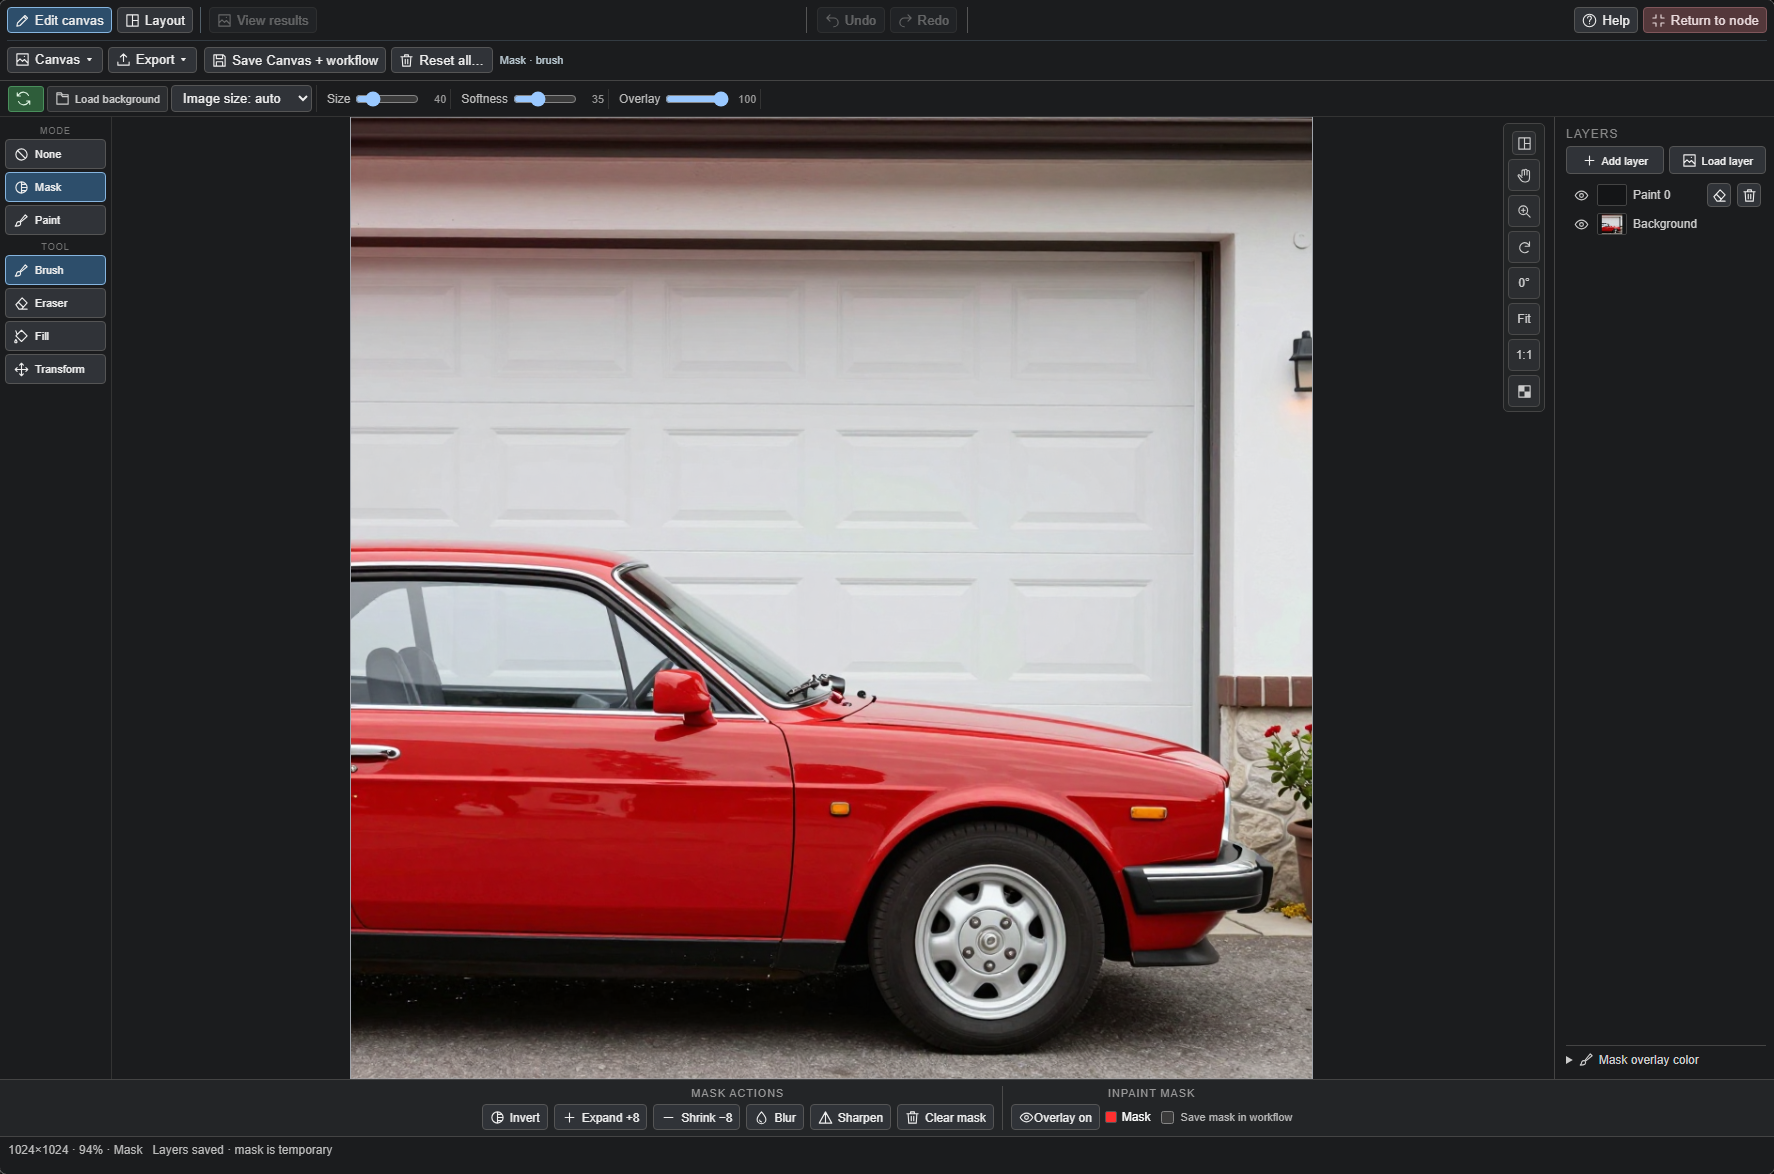 Edit canvas Layout View results Undo Redo Help Return to node
Canvas Export Save Canvas + workflow Reset all... Mask · brush
Load background Image size: auto Size 40 Softness 35 Overlay 100
MODE
None
Mask
Paint
TOOL
Brush
Eraser
Fill
Transform
0°
Fit
1:1
LAYERS
Add layer Load layer
Paint 0
Background
Mask overlay color
MASK ACTIONS INPAINT MASK
Invert Expand +8 Shrink −8 Blur Sharpen Clear mask Overlay on Mask Save mask in workflow
1024×1024 · 94% · Mask Layers saved · mask is temporary